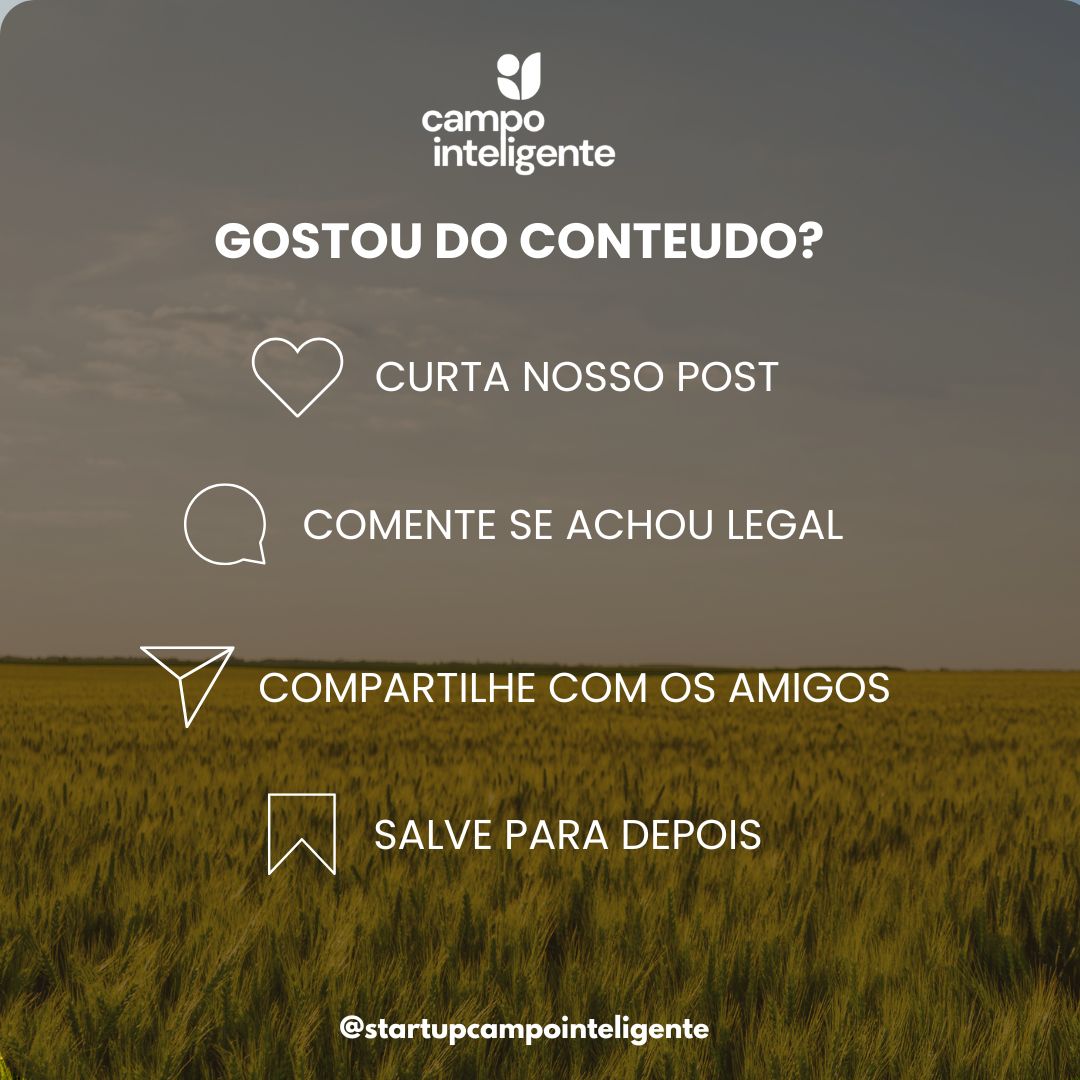 campo
inteligente
GOSTOU DO CONTEUDO?
CURTA NOSSO POST
COMENTE SE ACHOU LEGAL
COMPARTILHE COM OS AMIGOS
SALVE PARA DEPOIS
@startupcampointeligente